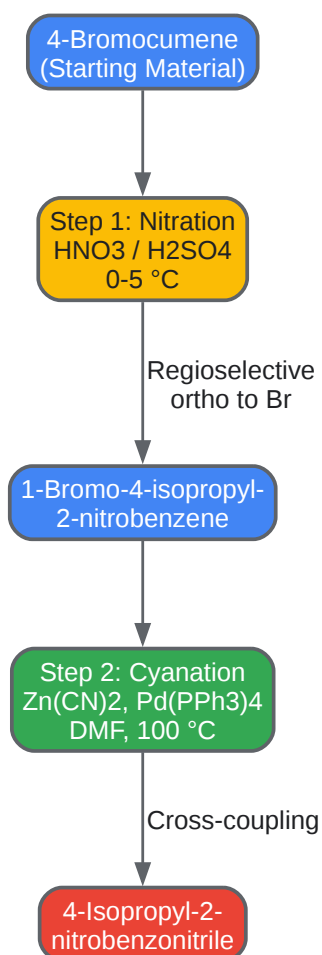 4-Bromocumene
(Starting Material)
Step 1: Nitration
HNO3 / H2SO4
0-5 °C
Regioselective
ortho to Br
1-Bromo-4-isopropyl-
2-nitrobenzene
Step 2: Cyanation
Zn(CN)2, Pd(PPh3)4
DMF, 100 °C
Cross-coupling
4-Isopropyl-2-
nitrobenzonitrile